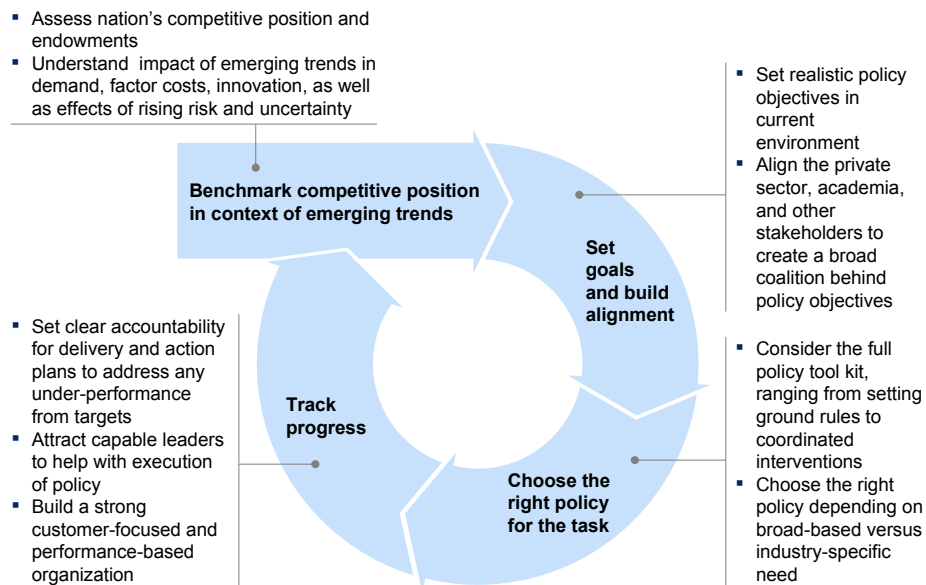 ▪ Assess nation's competitive position and
endowments
▪ Understand impact of emerging trends in
demand, factor costs, innovation, as well
as effects of rising risk and uncertainty
Benchmark competitive position
in context of emerging trends
▪ Set realistic policy
objectives in
current
environment
▪ Align the private
sector, academia,
and other
stakeholders to
create a broad
coalition behind
policy objectives
Set
goals
and build
alignment
▪ Consider the full
policy tool kit,
ranging from setting
ground rules to
coordinated
interventions
▪ Choose the right
policy depending on
broad-based versus
industry-specific
need
Choose the
right policy
for the task
Track
progress
▪ Set clear accountability
for delivery and action
plans to address any
under-performance
from targets
▪ Attract capable leaders
to help with execution
of policy
▪ Build a strong
customer-focused and
performance-based
organization